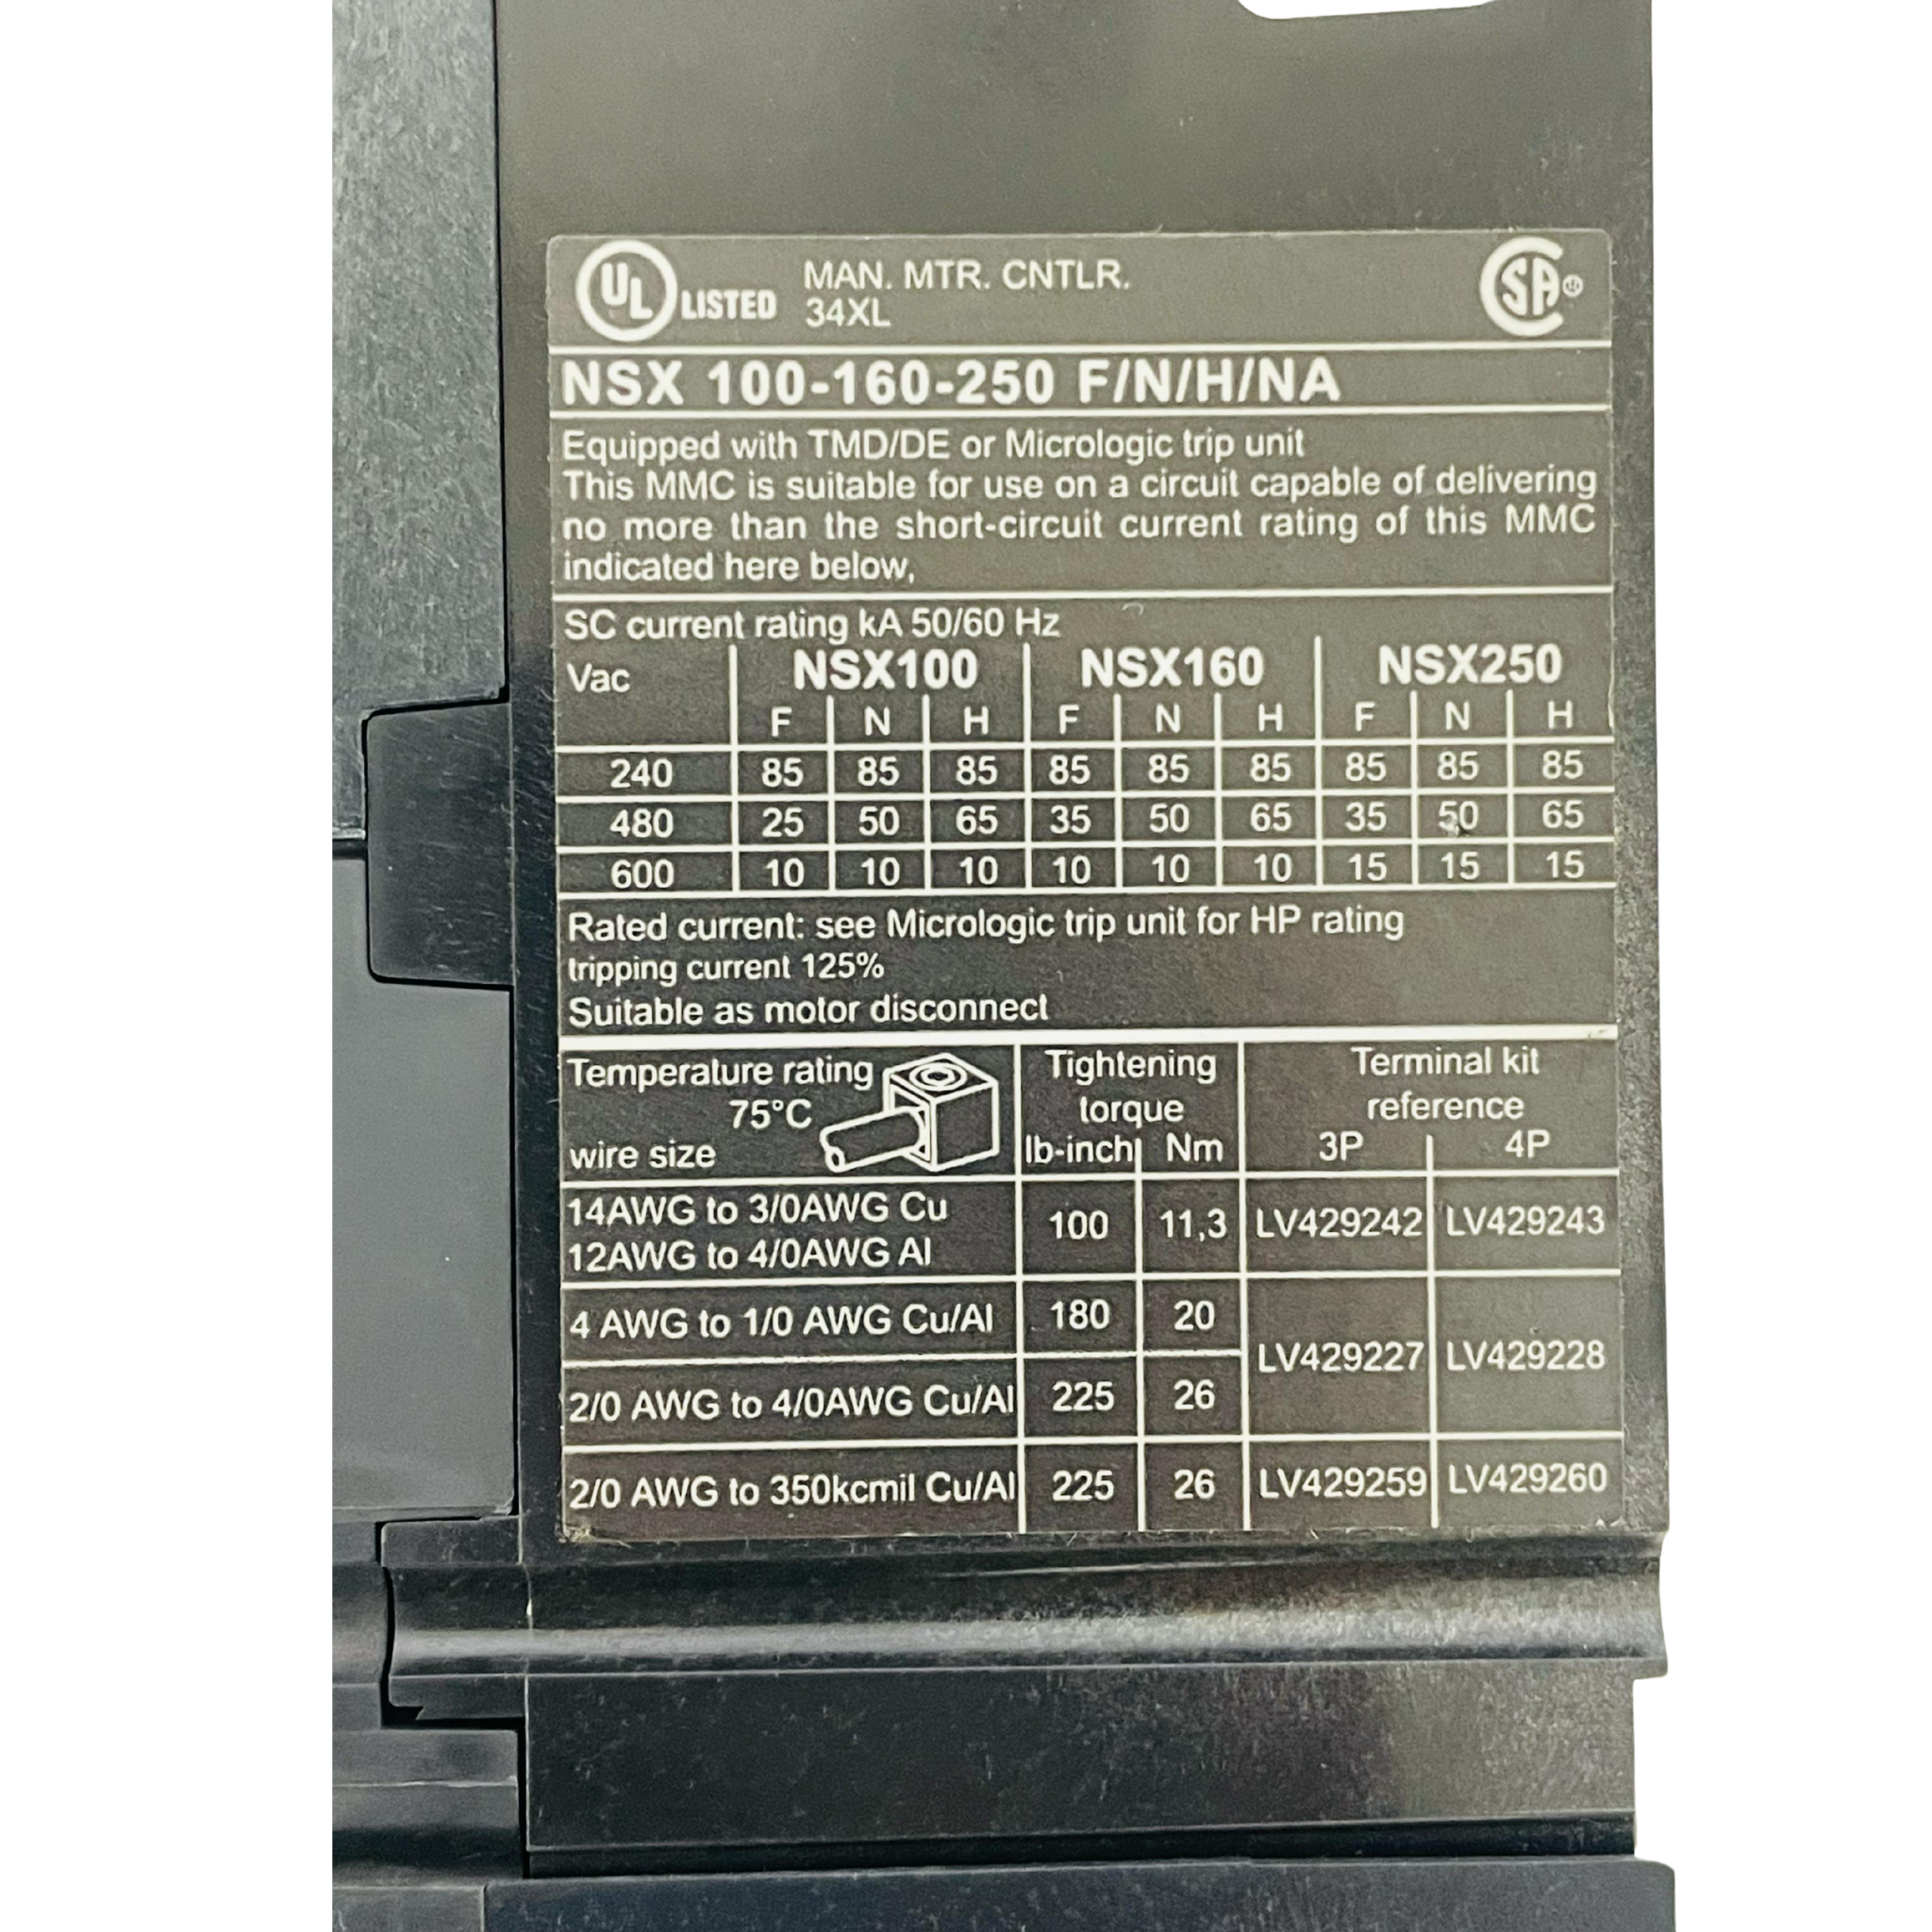 UL LISTED MAN. MTR. CNTLR.
34XL
SA
NSX 100-160-250 F/N/H/NA
Equipped with TMD/DE or Micrologic trip unit
This MMC is suitable for use on a circuit capable of delivering
no more than the short-circuit current rating of this MMC
indicated here below,
SC current rating kA 50/60 Hz
Vac NSX100 NSX160 NSX250
F N H F N H F N H
240 85 85 85 85 85 85 85 85 85
480 25 50 65 35 50 65 35 50 65
600 10 10 10 10 10 10 15 15 15
Rated current: see Micrologic trip unit for HP rating
tripping current 125%
Suitable as motor disconnect
Temperature rating Tightening Terminal kit
75°C torque reference
wire size lb-inch Nm 3P 4P
14AWG to 3/0AWG Cu
12AWG to 4/0AWG Al 100 11,3 LV429242 LV429243
4 AWG to 1/0 AWG Cu/Al 180 20
LV429227 LV429228
2/0 AWG to 4/0AWG Cu/Al 225 26
2/0 AWG to 350kcmil Cu/Al 225 26 LV429259 LV429260